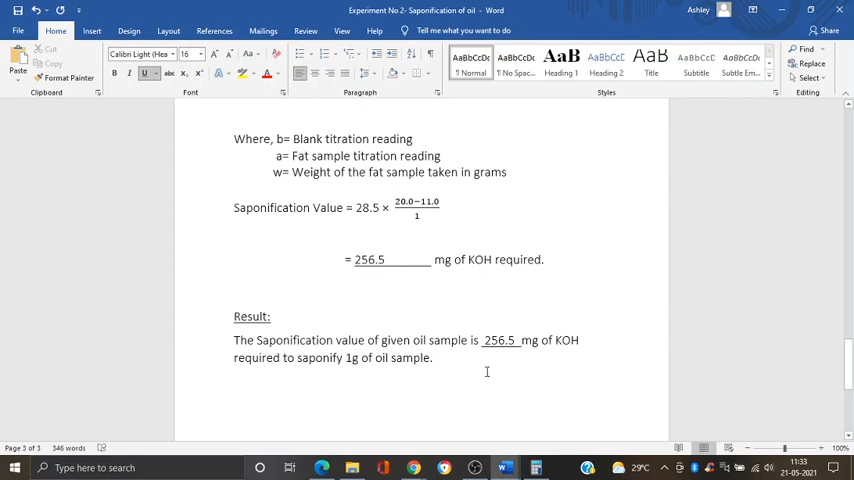 Experiment No 2- Saponification of oil - Word
Ashley
File Home Insert Draw Design Layout References Mailings Review View Help Tell me what you want to do Share
Paste Cut Copy Format Painter
Calibri Light (Hea 16
AaBbCcDc AaBbCcDc AaBbC AaBbCcC AaB AaBbCcC AaBbCcDt
¶ Normal ¶ No Spac... Heading 1 Heading 2 Title Subtitle Subtle Em...
Find Replace Select
Clipboard Font Paragraph Styles Editing
Where, b= Blank titration reading
a= Fat sample titration reading
w= Weight of the fat sample taken in grams
Saponification Value = 28.5 × 20.0−11.0
1
= 256.5 mg of KOH required.
Result:
The Saponification value of given oil sample is 256.5 mg of KOH
required to saponify 1g of oil sample.
Page 3 of 3 346 words 100%
Type here to search
29°C 11:33
21-05-2021